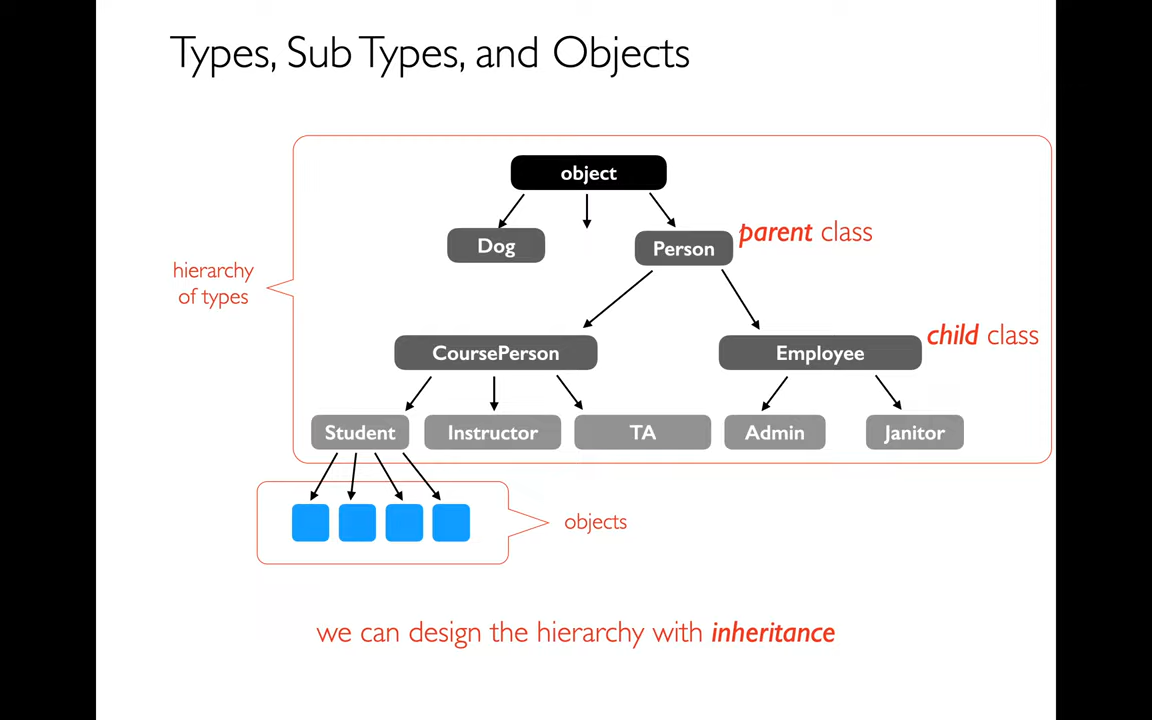 Types, Sub Types, and Objects
object
Dog
Person
parent class
hierarchy
of types
child class
CoursePerson
Employee
Student
Instructor
TA
Admin
Janitor
objects
we can design the hierarchy with inheritance